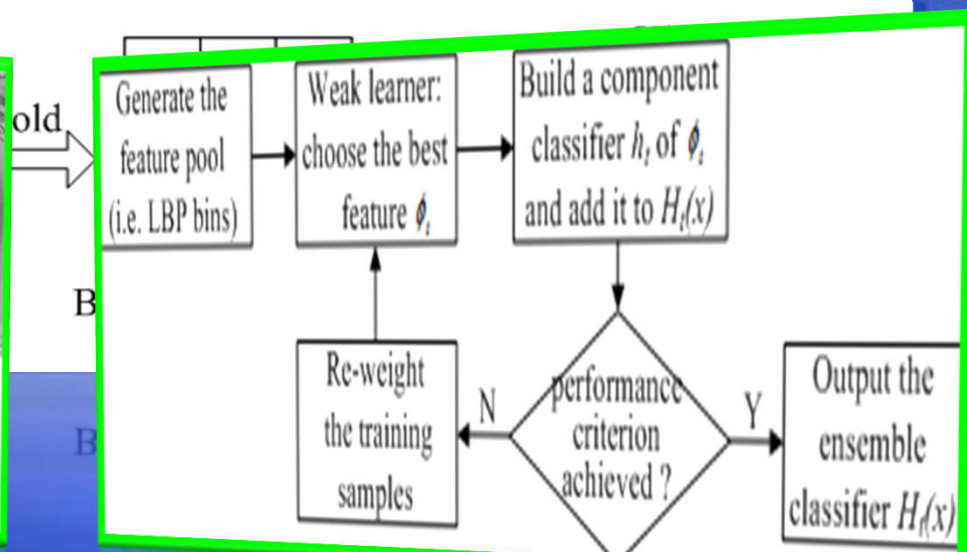 old
Generate the
feature pool
(i.e. LBP bins)
Weak learner:
choose the best
feature ϕₜ
Build a component
classifier hₜ of ϕₜ
and add it to Hₜ(x)
B
Re-weight
the training
samples
N
performance
criterion
achieved ?
Y
Output the
ensemble
classifier Hₜ(x)
B